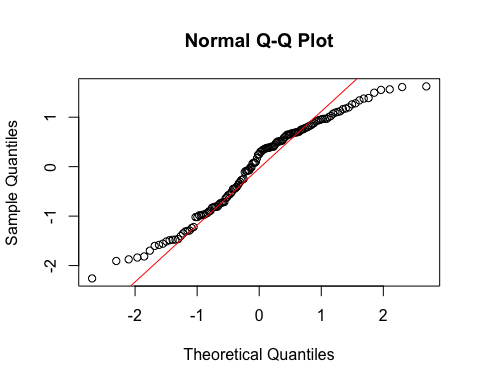 Normal Q-Q Plot
Sample Quantiles
1
0
-1
-2
-2 -1 0 1 2
Theoretical Quantiles